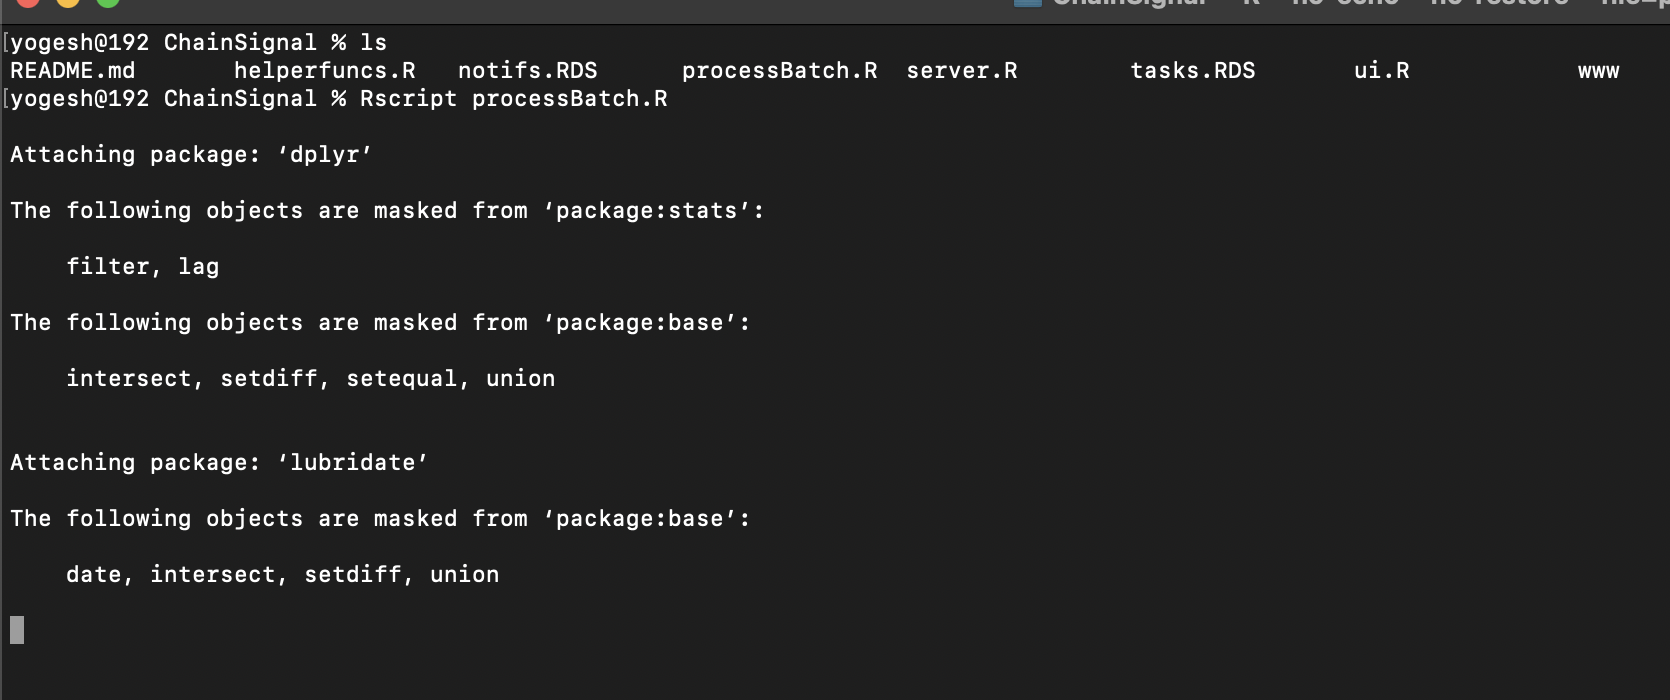 [yogesh@192 ChainSignal % ls
README.md helperfuncs.R notifs.RDS processBatch.R server.R tasks.RDS ui.R www
[yogesh@192 ChainSignal % Rscript processBatch.R
Attaching package: ‘dplyr’
The following objects are masked from ‘package:stats’:
filter, lag
The following objects are masked from ‘package:base’:
intersect, setdiff, setequal, union
Attaching package: ‘lubridate’
The following objects are masked from ‘package:base’:
date, intersect, setdiff, union